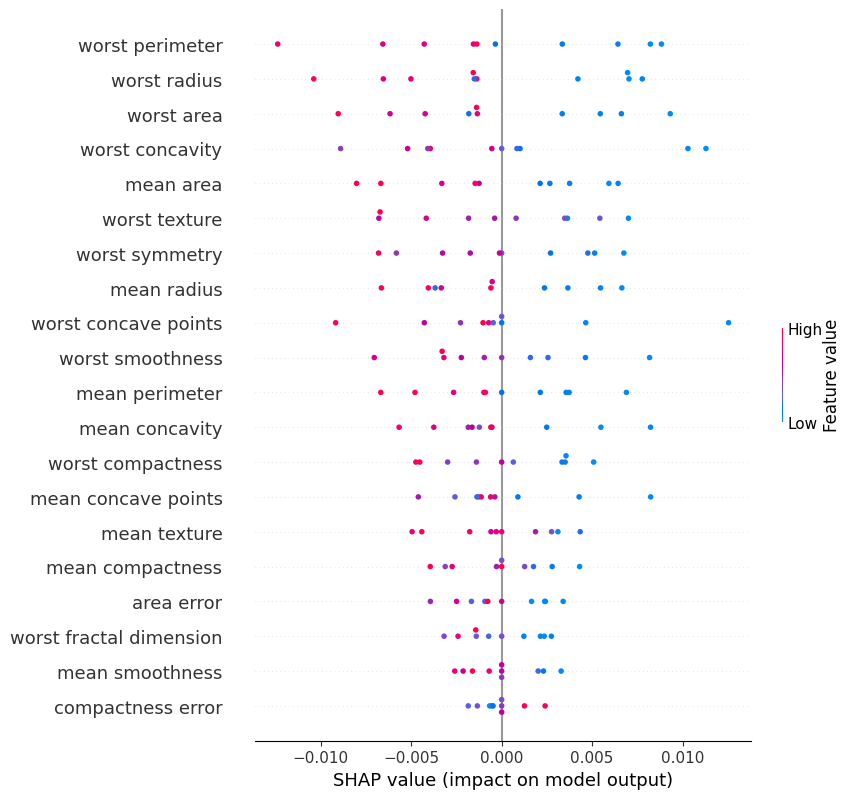 worst perimeter
worst radius
worst area
worst concavity
mean area
worst texture
worst symmetry
mean radius
worst concave points
worst smoothness
mean perimeter
mean concavity
worst compactness
mean concave points
mean texture
mean compactness
area error
worst fractal dimension
mean smoothness
compactness error
−0.010 −0.005 0.000 0.005 0.010
SHAP value (impact on model output)
High
Low
Feature value